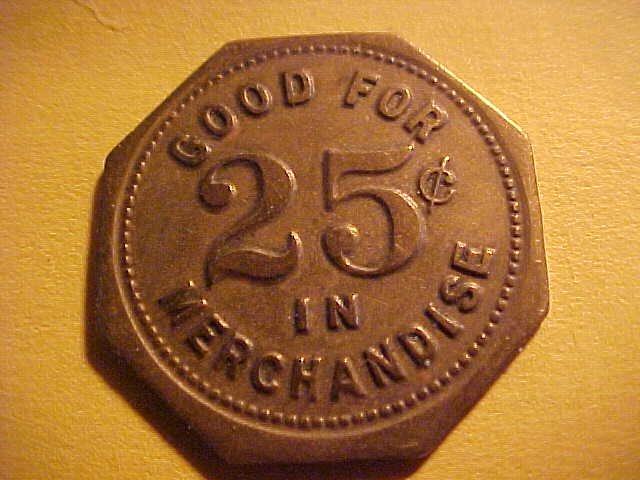 GOOD FOR
25¢
IN
MERCHANDISE